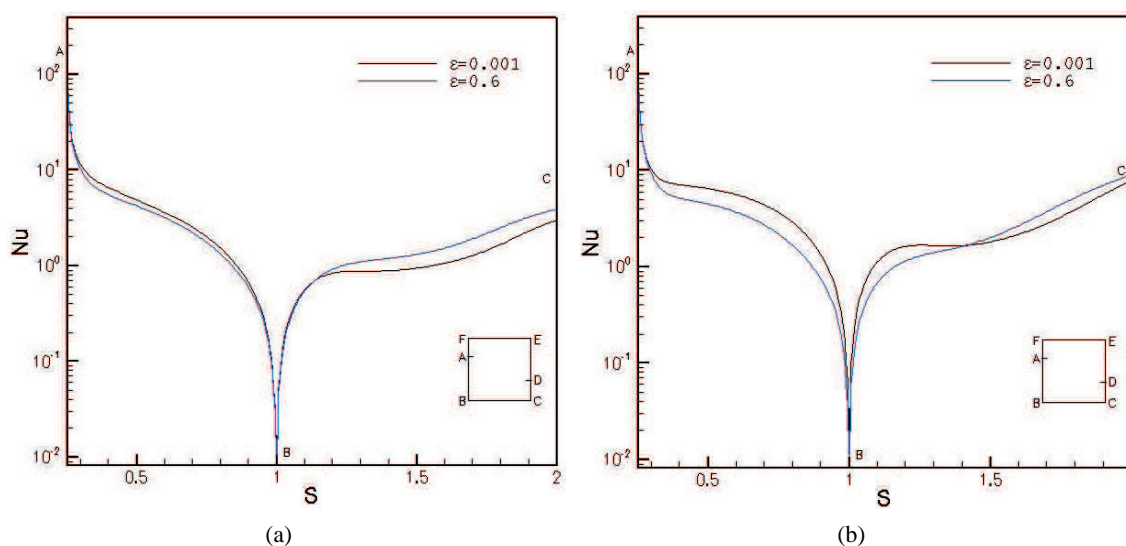 A
10²
10¹
10⁰
10⁻¹
10⁻²
Nu
ε=0.001
ε=0.6
C
F E
A
D
B C
B
0.5 1 1.5 2
S
(a)
A
10²
10¹
10⁰
10⁻¹
10⁻²
Nu
ε=0.001
ε=0.6
C
F E
A
D
B C
B
0.5 1 1.5
S
(b)